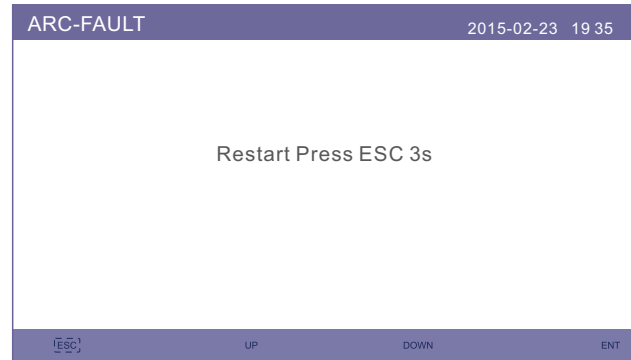 ARC-FAULT 2015-02-23 19 35
Restart Press ESC 3s
ESC UP DOWN ENT